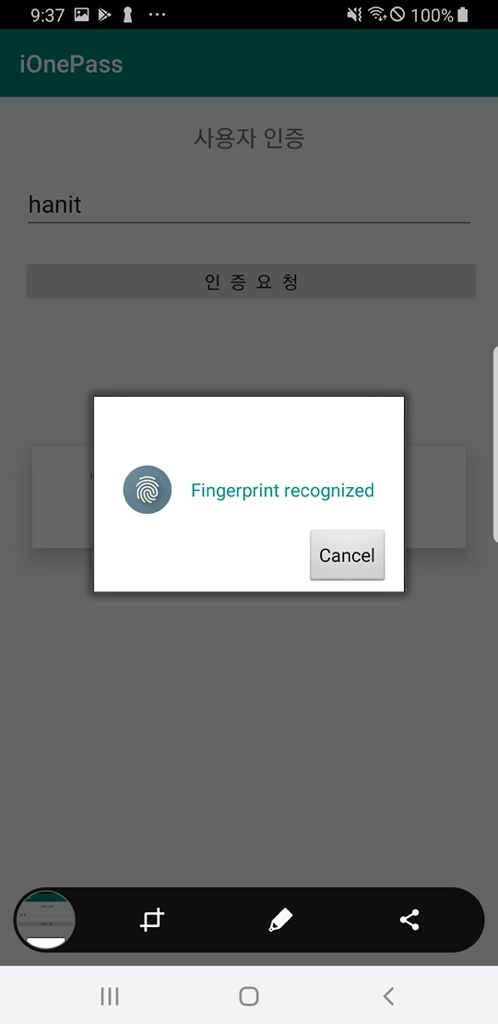 9:37
100%
iOnePass
사용자 인증
hanit
인 증 요 청
Fingerprint recognized
Cancel